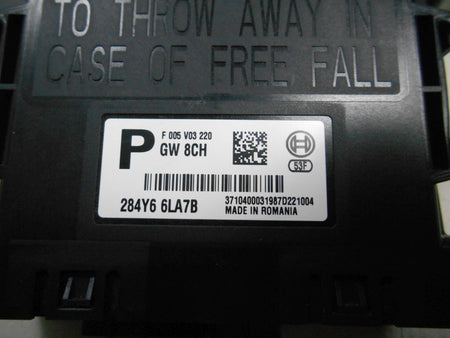 TO THROW AWAY IN
CASE OF FREE FALL
P
F 005 V03 220
GW 8CH
53F
284Y6 6LA7B
3710400031987D221004
MADE IN ROMANIA